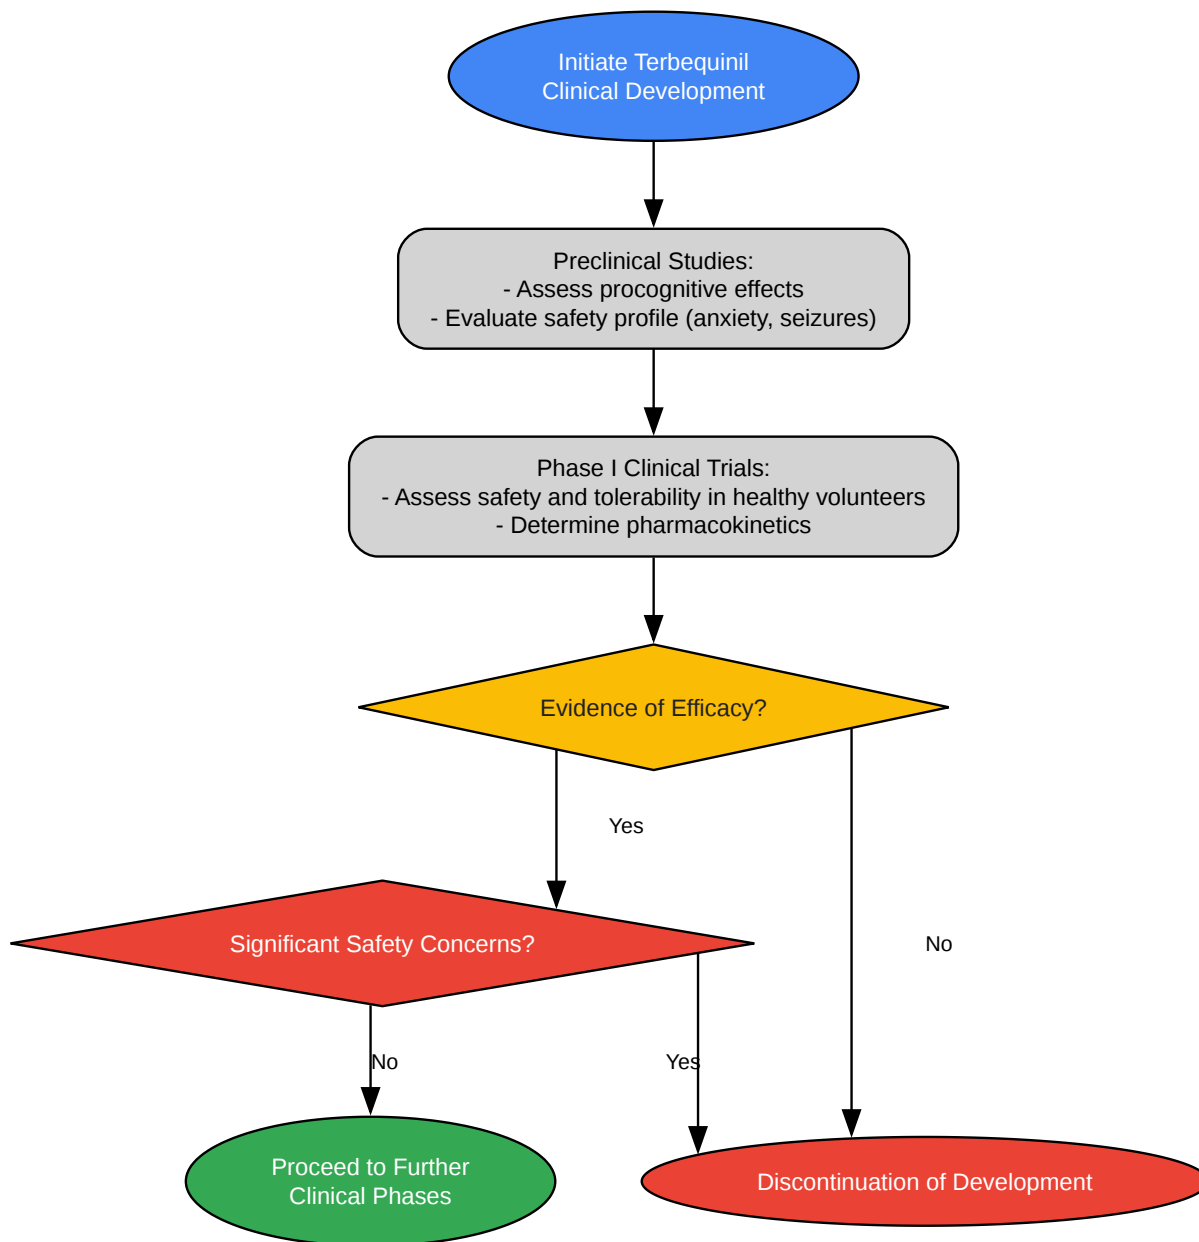 Initiate Terbequinil
Clinical Development
Preclinical Studies:
- Assess procognitive effects
- Evaluate safety profile (anxiety, seizures)
Phase I Clinical Trials:
- Assess safety and tolerability in healthy volunteers
- Determine pharmacokinetics
Evidence of Efficacy?
Yes
Significant Safety Concerns?
No
No
Yes
Proceed to Further
Clinical Phases
Discontinuation of Development